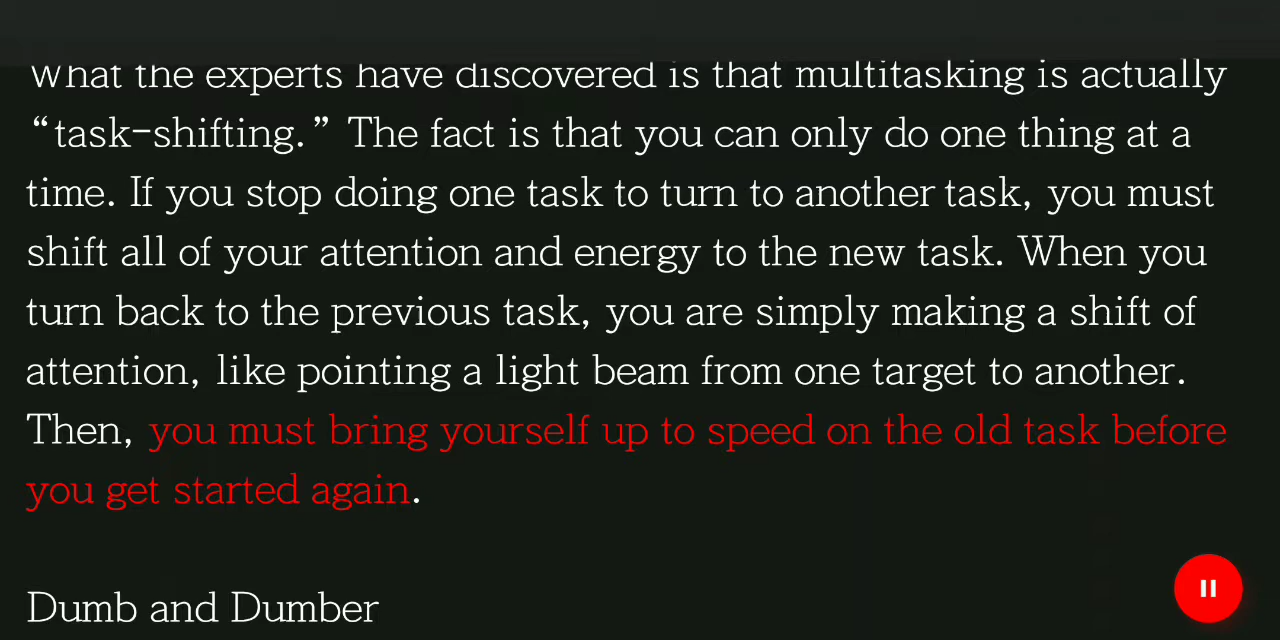 What the experts have discovered is that multitasking is actually
“task-shifting.” The fact is that you can only do one thing at a
time. If you stop doing one task to turn to another task, you must
shift all of your attention and energy to the new task. When you
turn back to the previous task, you are simply making a shift of
attention, like pointing a light beam from one target to another.
Then, you must bring yourself up to speed on the old task before
you get started again.
Dumb and Dumber